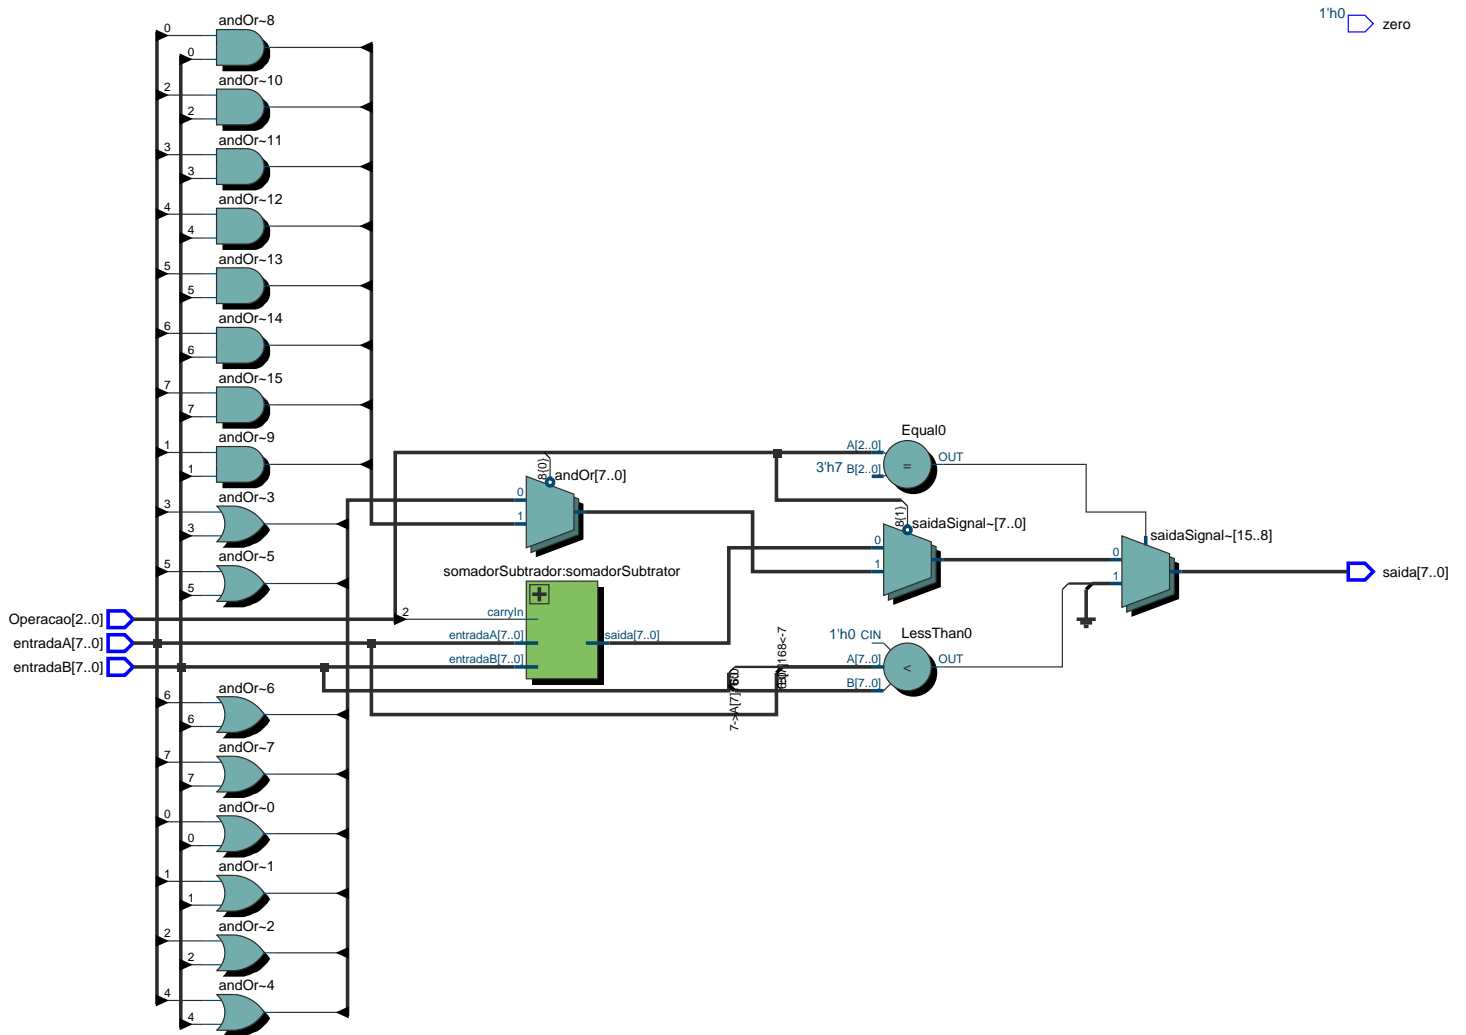 1'h0
zero
andOr~8
0
0
andOr~10
2
2
andOr~11
3
3
andOr~12
4
4
andOr~13
5
5
andOr~14
6
6
andOr~15
7
7
andOr~9
1
1
andOr~3
3
3
andOr~5
5
5
Operacao[2..0]
entradaA[7..0]
entradaB[7..0]
andOr~6
6
6
andOr~7
7
7
andOr~0
0
0
andOr~1
1
1
andOr~2
2
2
andOr~4
4
4
8{0}
andOr[7..0]
0
1
somadorSubtrador:somadorSubtrator
2
carryIn
entradaA[7..0]
entradaB[7..0]
saida[7..0]
Equal0
A[2..0]
3'h7 B[2..0]
=
OUT
8{1}
saidaSignal~[7..0]
0
1
LessThan0
1'h0 CIN
A[7..0]
B[7..0]
<
OUT
saidaSignal~[15..8]
0
1
saida[7..0]